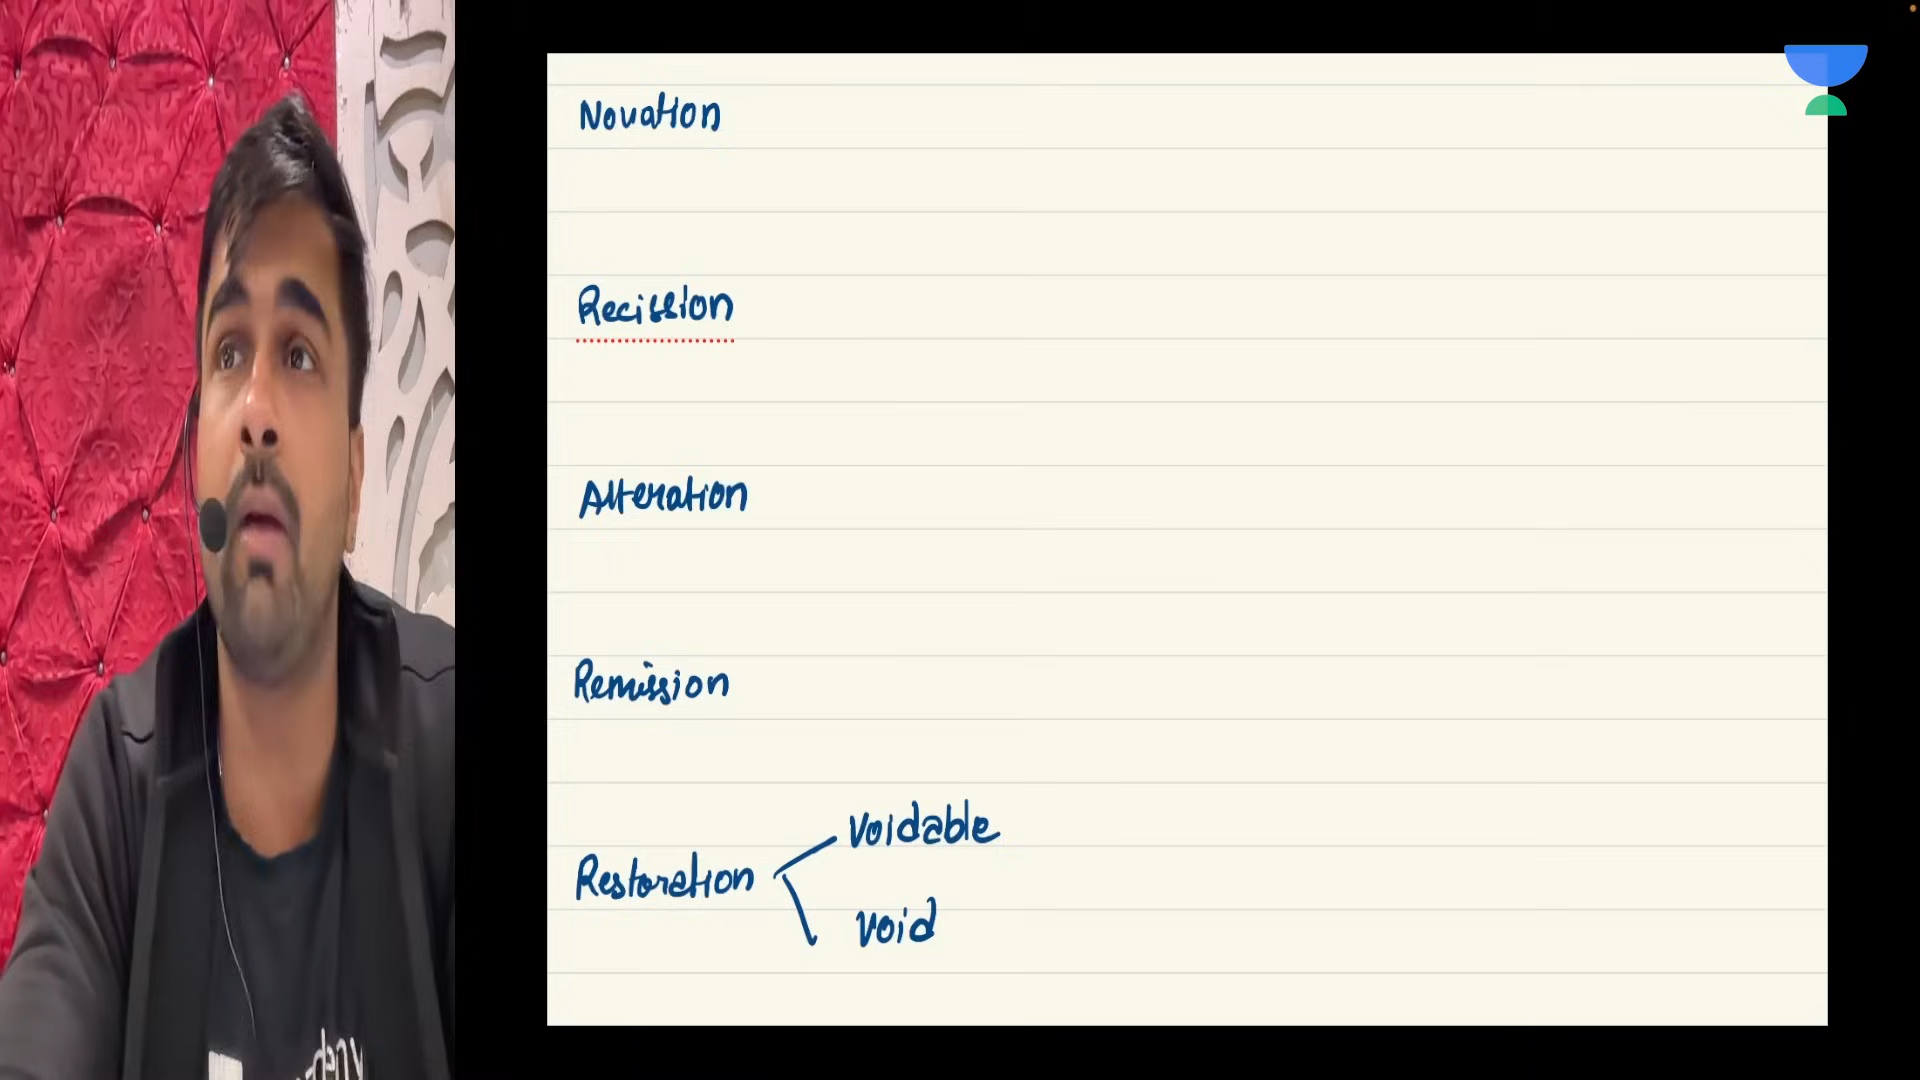 Novation
Recission
Alteration
Remission
voidable
Restoration
void